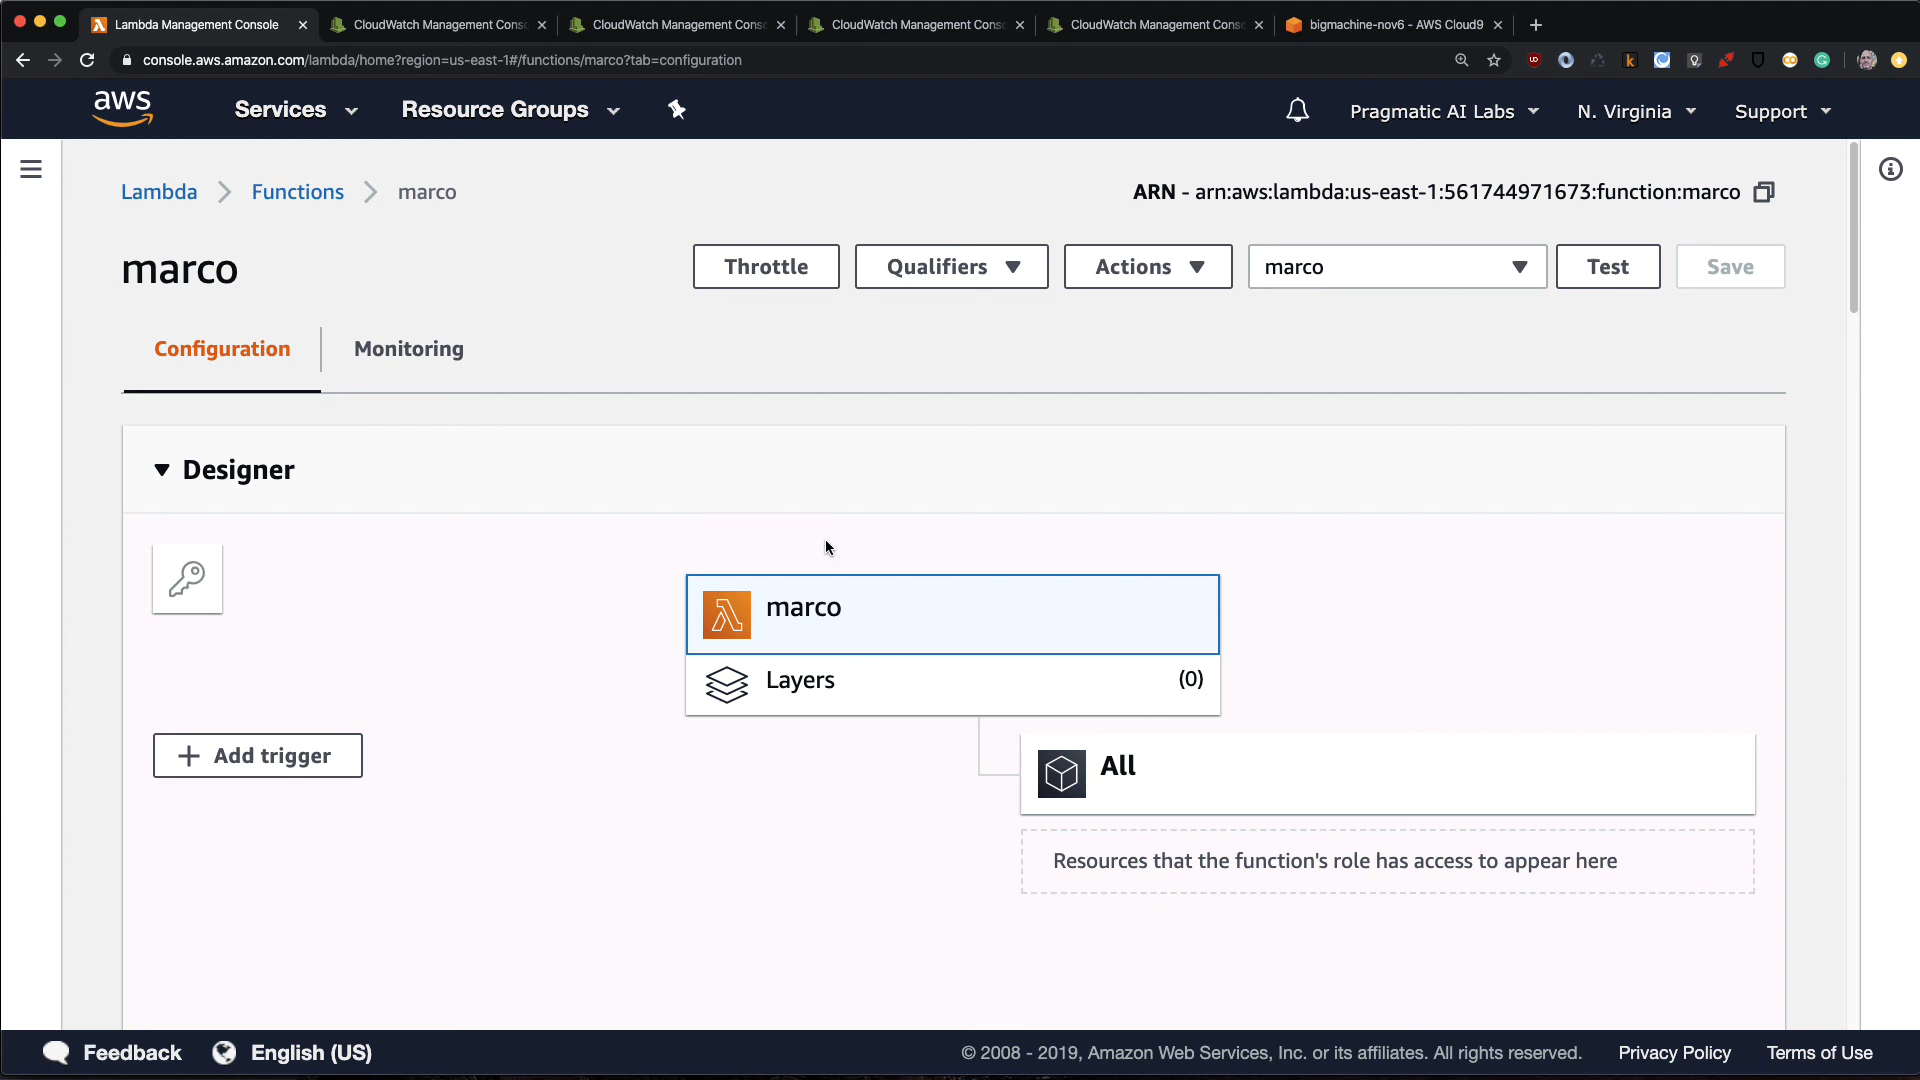 Lambda Management Console
CloudWatch Management Cons
CloudWatch Management Cons
CloudWatch Management Cons
CloudWatch Management Cons
bigmachine-nov6 - AWS Cloud9
console.aws.amazon.com/lambda/home?region=us-east-1#/functions/marco?tab=configuration
aws
Services
Resource Groups
Pragmatic AI Labs
N. Virginia
Support
Lambda
Functions
marco
ARN - arn:aws:lambda:us-east-1:561744971673:function:marco
marco
Throttle
Qualifiers
Actions
marco
Test
Save
Configuration
Monitoring
Designer
marco
Layers
(0)
Add trigger
All
Resources that the function's role has access to appear here
Feedback
English (US)
© 2008 - 2019, Amazon Web Services, Inc. or its affiliates. All rights reserved.
Privacy Policy
Terms of Use